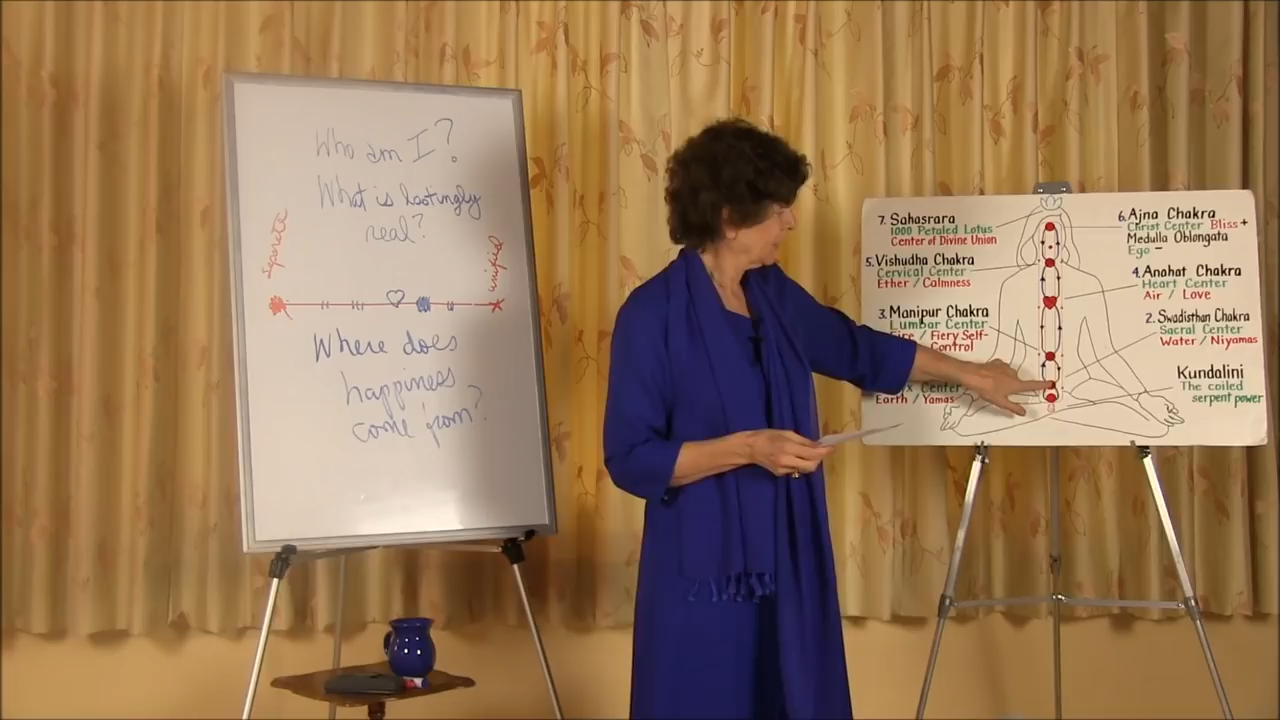 Who am I?
What is lastingly
real?
separate
unified
Where does
happiness
come from?
7. Sahasrara
1000 Petaled Lotus
Center of Divine Union
5. Vishudha Chakra
Cervical Center
Ether / Calmness
3. Manipur Chakra
Lumbar Center
Fire / Fiery Self-
Control
Center
Earth / Yamas
6. Ajna Chakra
Christ Center Bliss +
Medulla Oblongata
Ego -
4. Anahat Chakra
Heart Center
Air / Love
2. Swadisthan Chakra
Sacral Center
Water / Niyamas
Kundalini
The coiled
serpent power